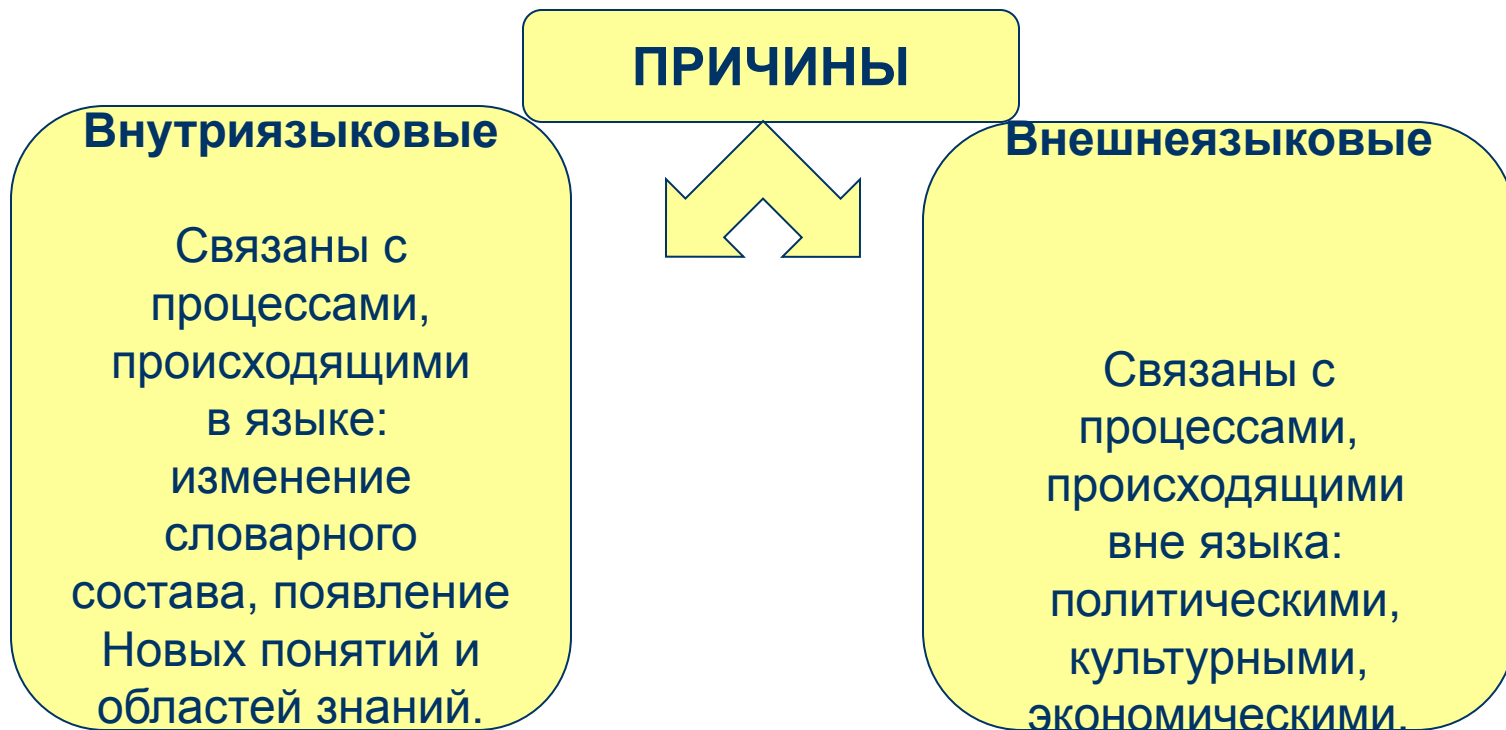 ПРИЧИНЫ
Внутриязыковые
Связаны с
процессами,
происходящими
в языке:
изменение
словарного
состава, появление
Новых понятий и
областей знаний.
Внешнеязыковые
Связаны с
процессами,
происходящими
вне языка:
политическими,
культурными,
экономическими.